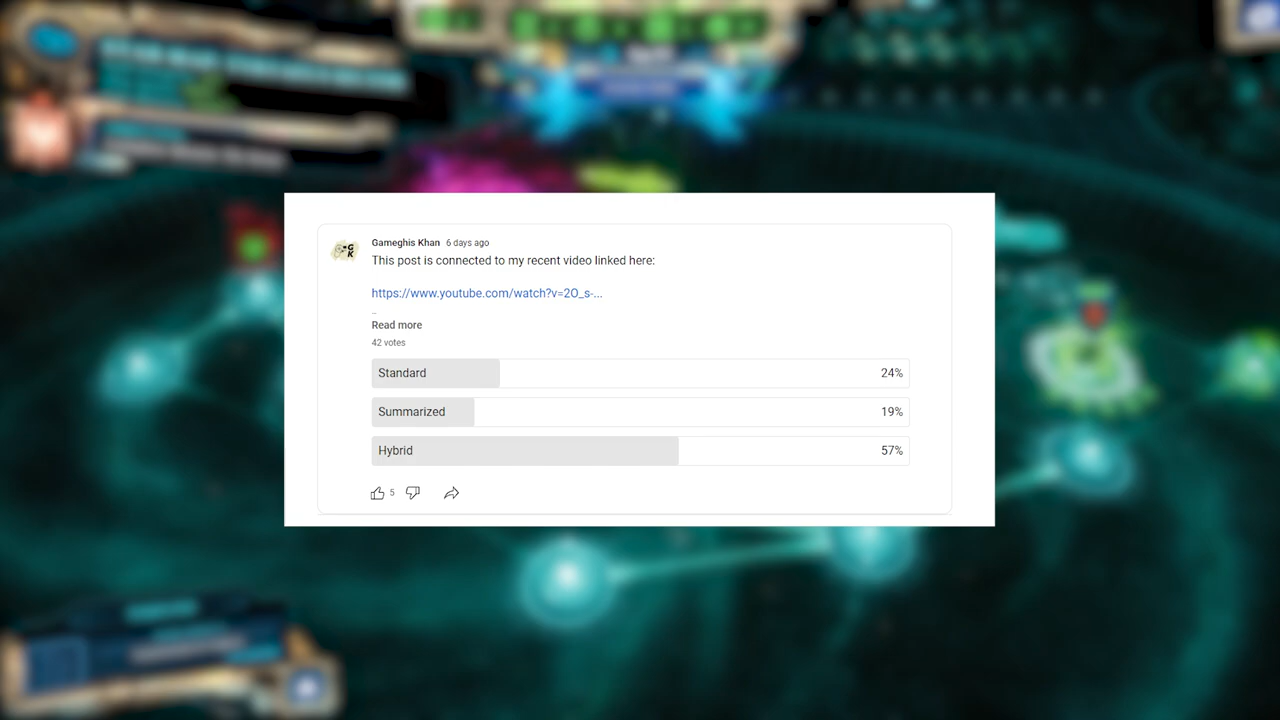 Gameghis Khan 6 days ago
This post is connected to my recent video linked here:
https://www.youtube.com/watch?v=2O_s-...
Read more
42 votes
Standard 24%
Summarized 19%
Hybrid 57%
5